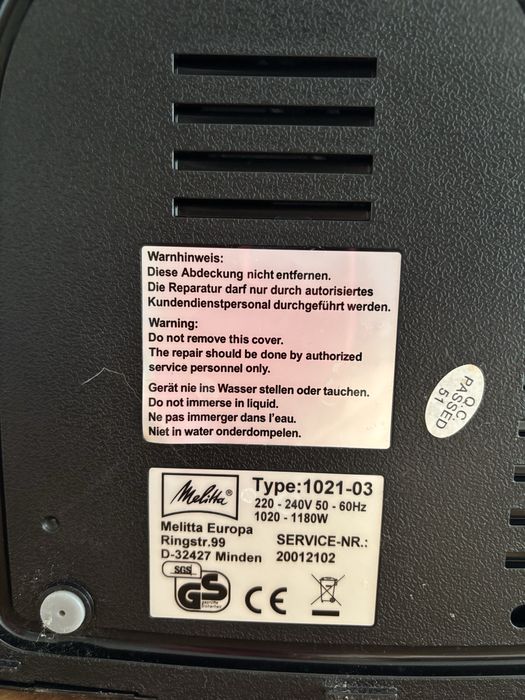 Warnhinweis:
Diese Abdeckung nicht entfernen.
Die Reparatur darf nur durch autorisiertes
Kundendienstpersonal durchgeführt werden.
Warning:
Do not remove this cover.
The repair should be done by authorized
service personnel only.
Gerät nie ins Wasser stellen oder tauchen.
Do not immerse in liquid.
Ne pas immerger dans l'eau.
Niet in water onderdompelen.
Q.C.
PASSED
51
Melitta®
Type:1021-03
220 - 240V 50 - 60Hz
1020 - 1180W
Melitta Europa
Ringstr.99
D-32427 Minden
SERVICE-NR.:
20012102
SGS
GS
geprüfte
Sicherheit
CE